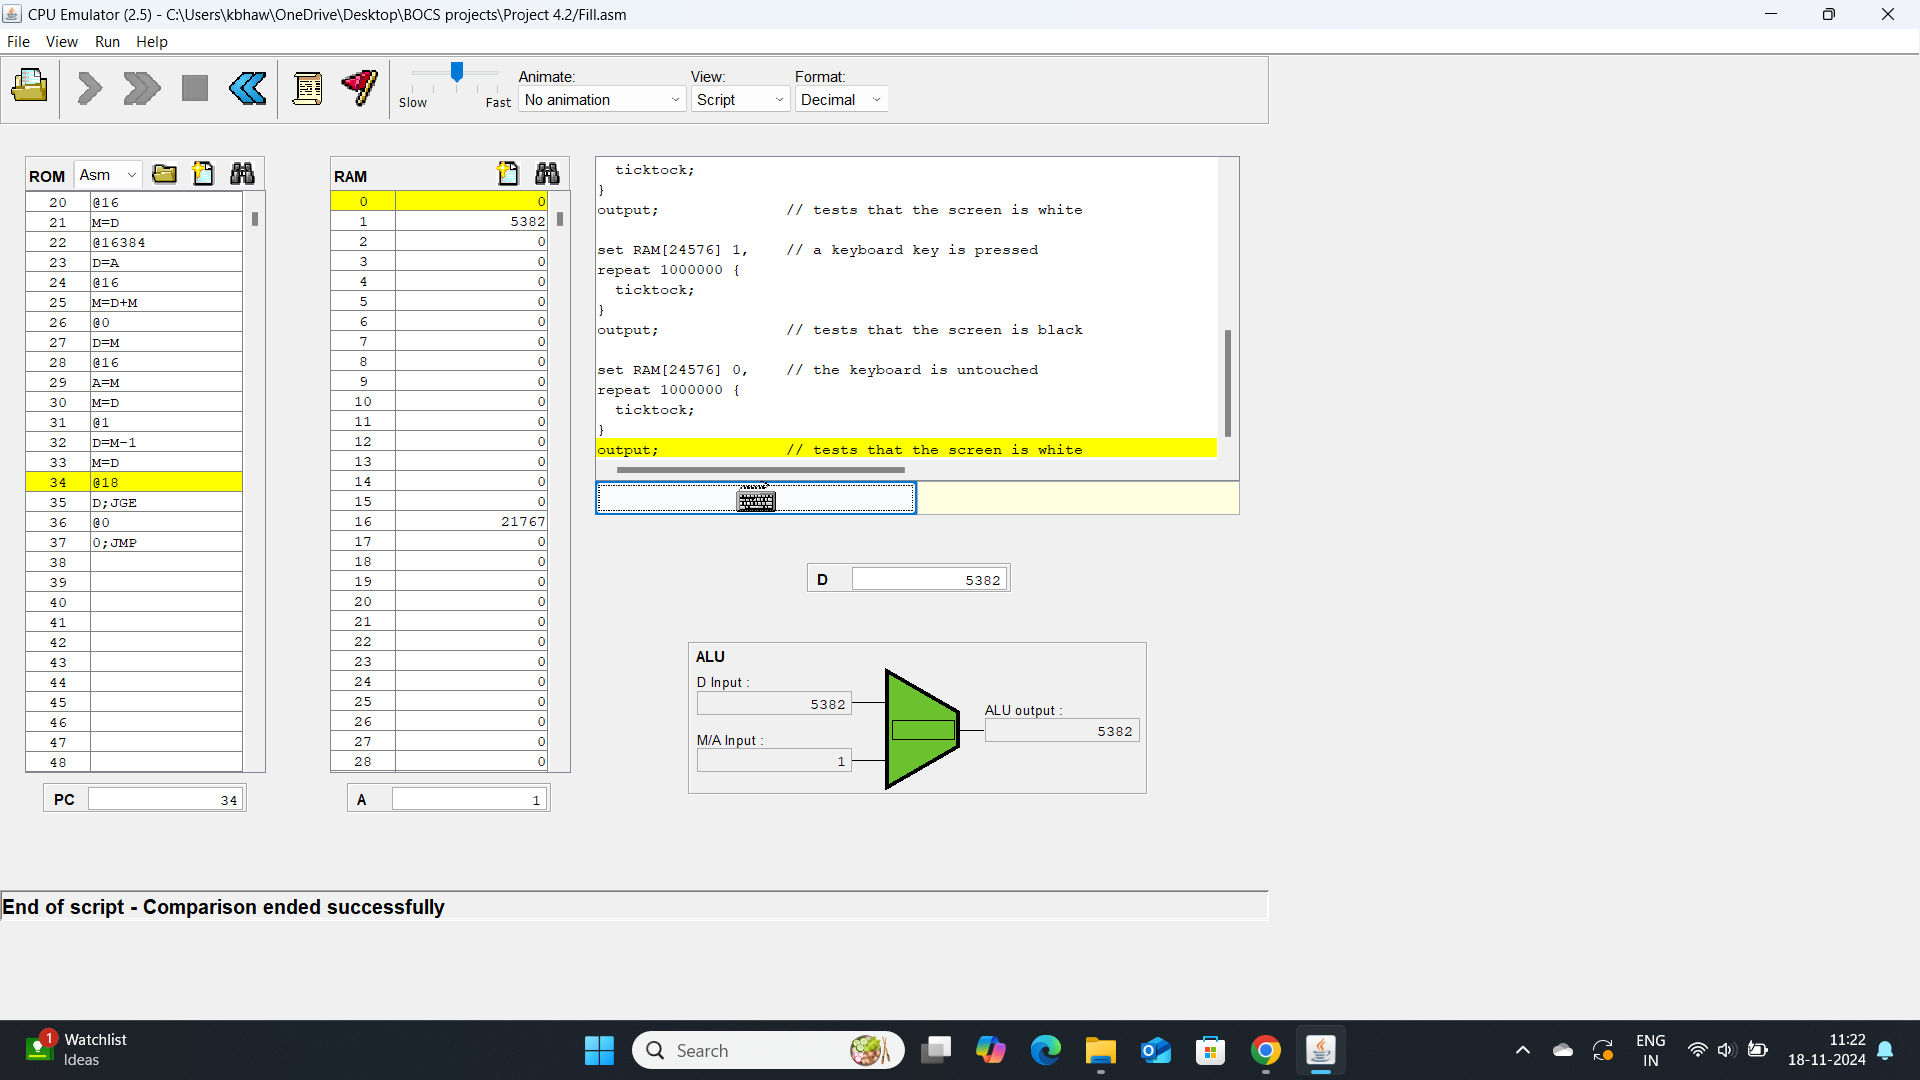 CPU Emulator (2.5) - C:\Users\kbhaw\OneDrive\Desktop\BOCS projects\Project 4.2/Fill.asm
File View Run Help
Slow Fast
Animate:
No animation
View:
Script
Format:
Decimal
ROM Asm
20 @16
21 M=D
22 @16384
23 D=A
24 @16
25 M=D+M
26 @0
27 D=M
28 @16
29 A=M
30 M=D
31 @1
32 D=M-1
33 M=D
34 @18
35 D;JGE
36 @0
37 0;JMP
38
39
40
41
42
43
44
45
46
47
48
PC 34
RAM
0 0
1 5382
2 0
3 0
4 0
5 0
6 0
7 0
8 0
9 0
10 0
11 0
12 0
13 0
14 0
15 0
16 21767
17 0
18 0
19 0
20 0
21 0
22 0
23 0
24 0
25 0
26 0
27 0
28 0
A 1
ticktock;
}
output; // tests that the screen is white
set RAM[24576] 1, // a keyboard key is pressed
repeat 1000000 {
ticktock;
}
output; // tests that the screen is black
set RAM[24576] 0, // the keyboard is untouched
repeat 1000000 {
ticktock;
}
output; // tests that the screen is white
D 5382
ALU
D Input :
5382
M/A Input :
1
ALU output :
5382
End of script - Comparison ended successfully
1
Watchlist
Ideas
Search
ENG
IN
11:22
18-11-2024